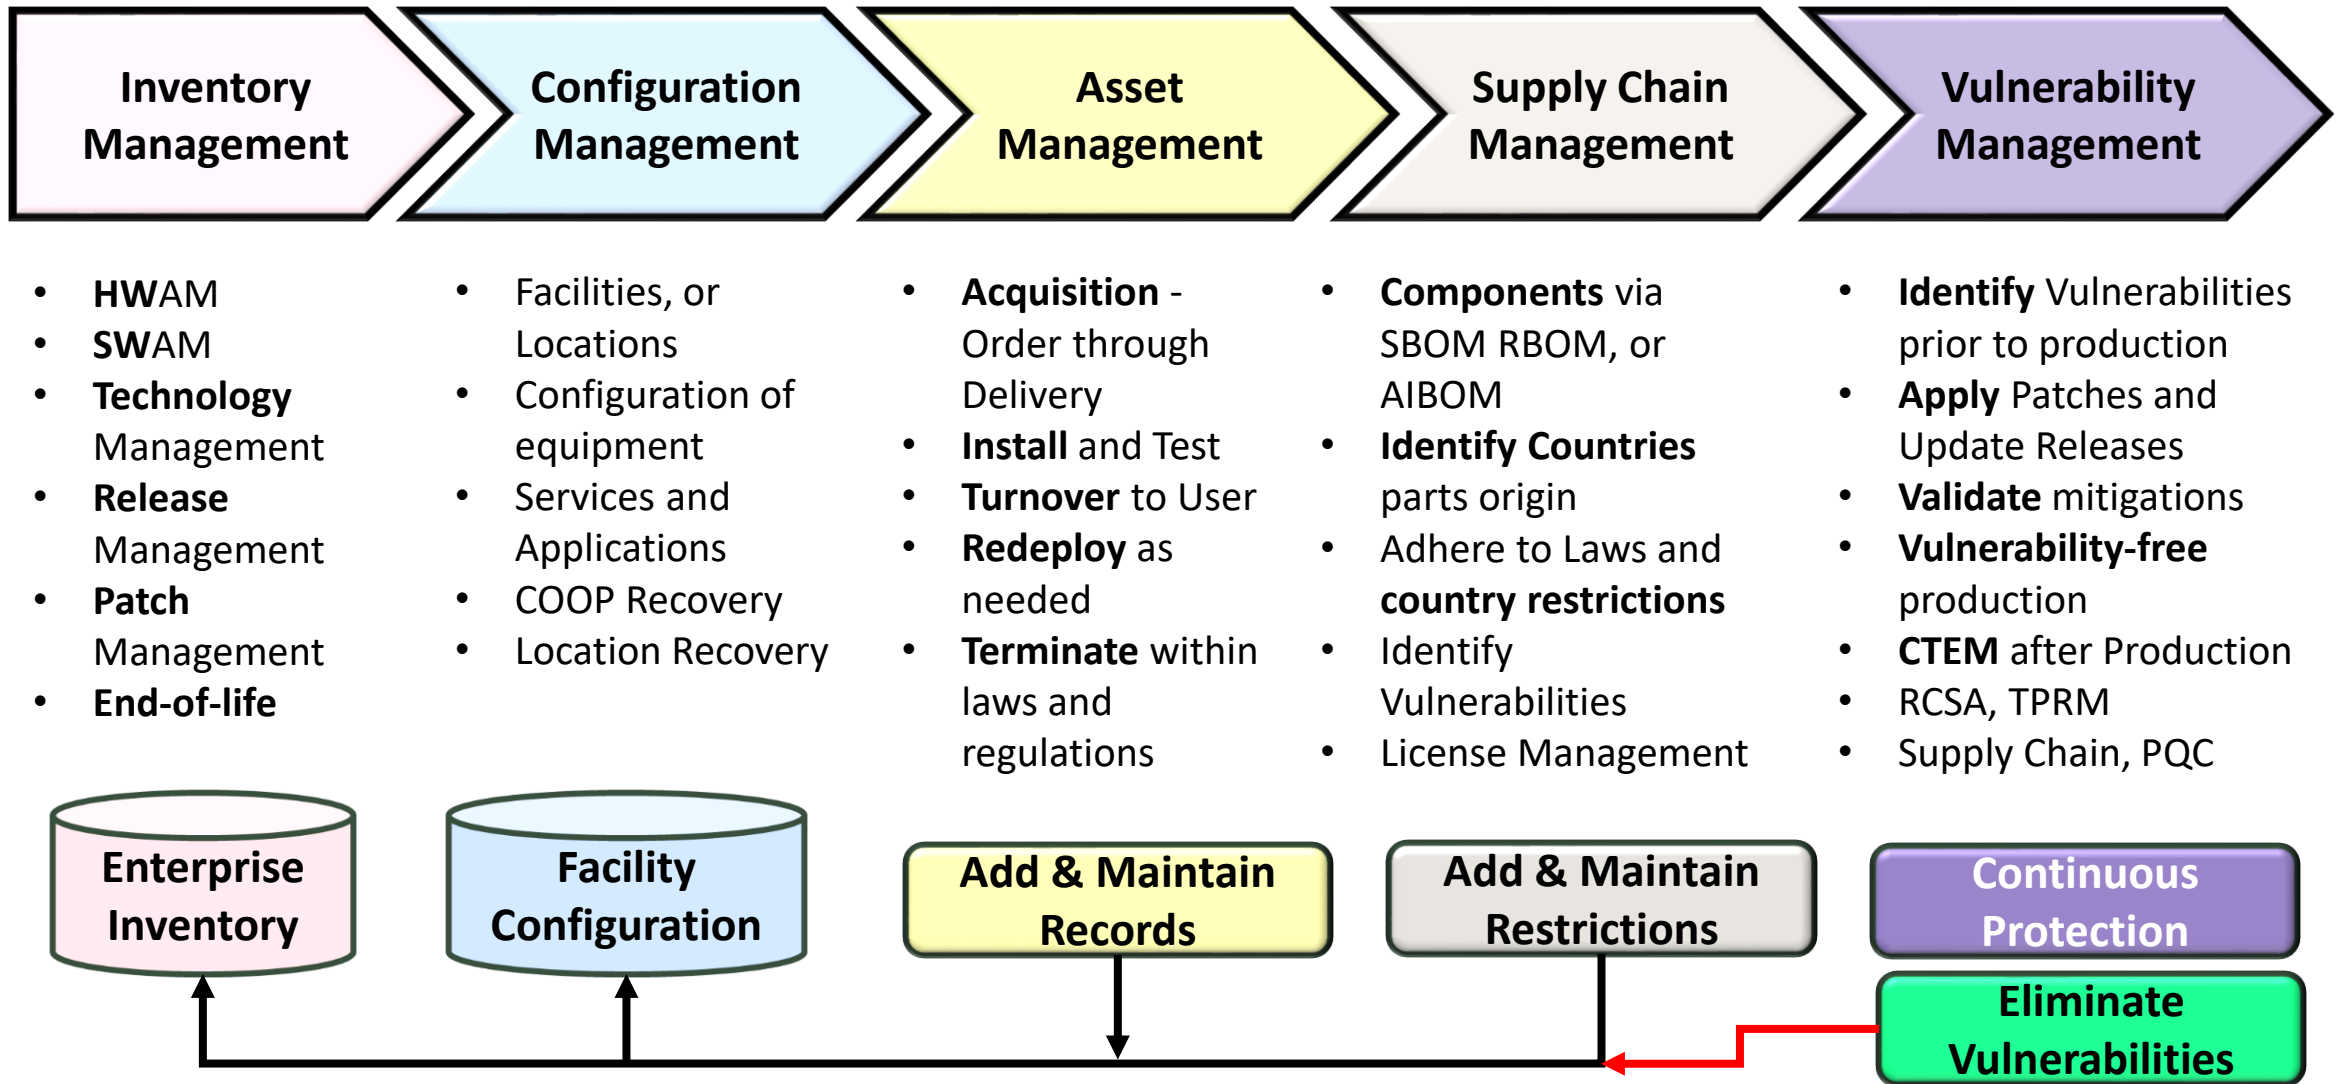 Inventory
Management
Configuration
Management
Asset
Management
Supply Chain
Management
Vulnerability
Management
• HWAM
• SWAM
• Technology
Management
• Release
Management
• Patch
Management
• End-of-life
• Facilities, or
Locations
• Configuration of
equipment
• Services and
Applications
• COOP Recovery
• Location Recovery
• Acquisition -
Order through
Delivery
• Install and Test
• Turnover to User
• Redeploy as
needed
• Terminate within
laws and
regulations
• Components via
SBOM RBOM, or
AIBOM
• Identify Countries
parts origin
• Adhere to Laws and
country restrictions
• Identify
Vulnerabilities
• License Management
• Identify Vulnerabilities
prior to production
• Apply Patches and
Update Releases
• Validate mitigations
• Vulnerability-free
production
• CTEM after Production
• RCSA, TPRM
• Supply Chain, PQC
Enterprise
Inventory
Facility
Configuration
Add & Maintain
Records
Add & Maintain
Restrictions
Continuous
Protection
Eliminate
Vulnerabilities